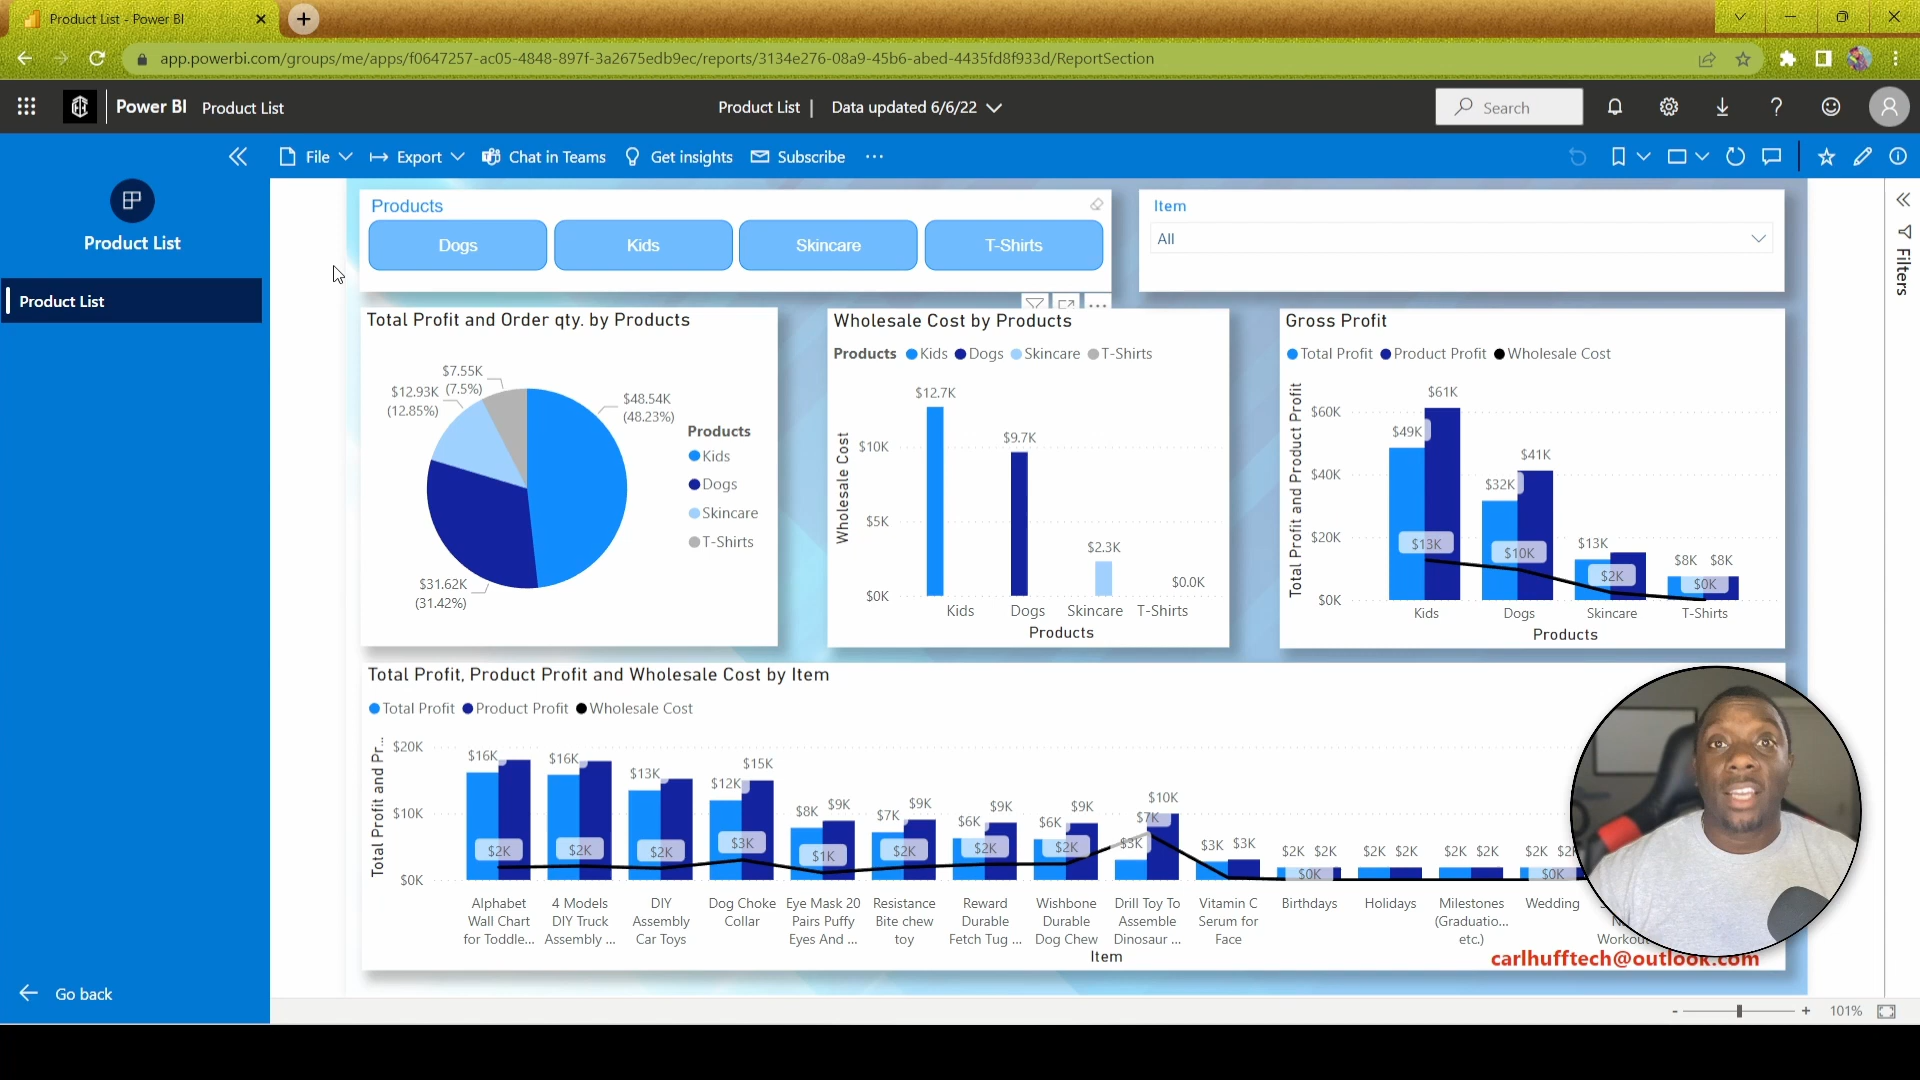 Product List - Power BI
app.powerbi.com/groups/me/apps/f0647257-ac05-4848-897f-3a2675edb9ec/reports/3134e276-08a9-45b6-abed-4435fd8f933d/ReportSection
Power BI Product List
Product List | Data updated 6/6/22
Search
File Export Chat in Teams Get insights Subscribe
Product List
Product List
Go back
Products
Dogs Kids Skincare T-Shirts
Item
All
Filters
Total Profit and Order qty. by Products
$7.55K
(7.5%)
$12.93K
(12.85%)
$48.54K
(48.23%)
$31.62K
(31.42%)
Products
Kids
Dogs
Skincare
T-Shirts
Wholesale Cost by Products
Products Kids Dogs Skincare T-Shirts
Wholesale Cost
$10K
$5K
$0K
$12.7K
$9.7K
$2.3K
$0.0K
Kids Dogs Skincare T-Shirts
Products
Gross Profit
Total Profit Product Profit Wholesale Cost
Total Profit and Product Profit
$60K
$40K
$20K
$0K
$49K $61K
$32K $41K
$13K
$8K $8K
$13K $10K $2K $0K
Kids Dogs Skincare T-Shirts
Products
Total Profit, Product Profit and Wholesale Cost by Item
Total Profit Product Profit Wholesale Cost
Total Profit and Pr...
$20K
$10K
$0K
$16K $16K $13K $12K $15K $8K $9K $7K $9K $6K $9K $6K $9K $3K $10K $3K $3K $2K $2K $2K $2K $2K $2K $2K
$2K $2K $2K $3K $1K $2K $2K $2K $7K $0K $0K
Alphabet
Wall Chart
for Toddle...
4 Models
DIY Truck
Assembly ...
DIY
Assembly
Car Toys
Dog Choke
Collar
Eye Mask 20
Pairs Puffy
Eyes And ...
Resistance
Bite chew
toy
Reward
Durable
Fetch Tug ...
Wishbone
Durable
Dog Chew
Drill Toy To
Assemble
Dinosaur ...
Vitamin C
Serum for
Face
Birthdays
Holidays
Milestones
(Graduatio...
etc.)
Wedding
Item
carlhufftech@outlook.com
101%